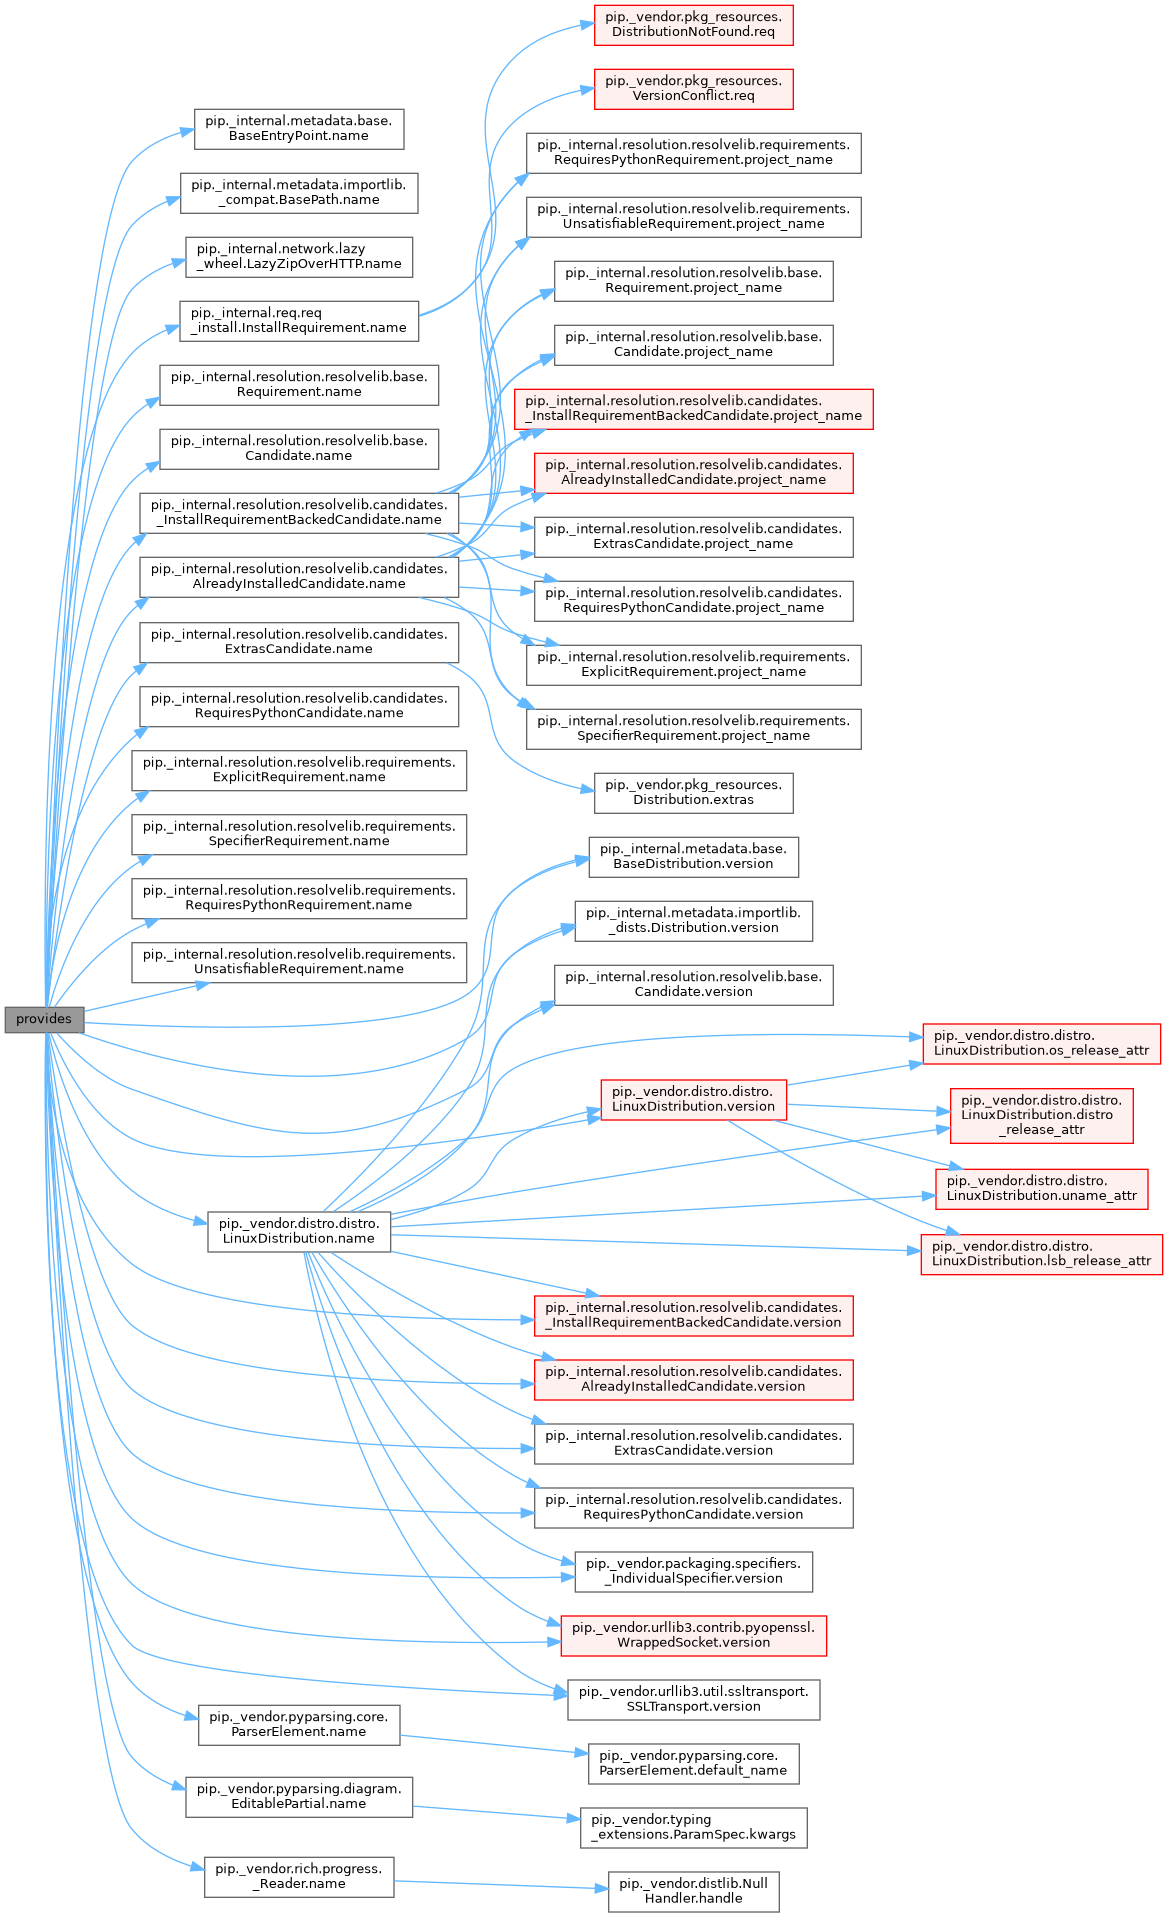 provides
pip._internal.metadata.base.
BaseEntryPoint.name
pip._internal.metadata.importlib.
_compat.BasePath.name
pip._internal.network.lazy
_wheel.LazyZipOverHTTP.name
pip._internal.req.req
_install.InstallRequirement.name
pip._internal.resolution.resolvelib.base.
Requirement.name
pip._internal.resolution.resolvelib.base.
Candidate.name
pip._internal.resolution.resolvelib.candidates.
_InstallRequirementBackedCandidate.name
pip._internal.resolution.resolvelib.candidates.
AlreadyInstalledCandidate.name
pip._internal.resolution.resolvelib.candidates.
ExtrasCandidate.name
pip._internal.resolution.resolvelib.candidates.
RequiresPythonCandidate.name
pip._internal.resolution.resolvelib.requirements.
ExplicitRequirement.name
pip._internal.resolution.resolvelib.requirements.
SpecifierRequirement.name
pip._internal.resolution.resolvelib.requirements.
RequiresPythonRequirement.name
pip._internal.resolution.resolvelib.requirements.
UnsatisfiableRequirement.name
pip._vendor.distro.distro.
LinuxDistribution.name
pip._vendor.pyparsing.core.
ParserElement.name
pip._vendor.pyparsing.diagram.
EditablePartial.name
pip._vendor.rich.progress.
_Reader.name
pip._vendor.pkg_resources.
DistributionNotFound.req
pip._vendor.pkg_resources.
VersionConflict.req
pip._internal.resolution.resolvelib.requirements.
RequiresPythonRequirement.project_name
pip._internal.resolution.resolvelib.requirements.
UnsatisfiableRequirement.project_name
pip._internal.resolution.resolvelib.base.
Requirement.project_name
pip._internal.resolution.resolvelib.base.
Candidate.project_name
pip._internal.resolution.resolvelib.candidates.
_InstallRequirementBackedCandidate.project_name
pip._internal.resolution.resolvelib.candidates.
AlreadyInstalledCandidate.project_name
pip._internal.resolution.resolvelib.candidates.
ExtrasCandidate.project_name
pip._internal.resolution.resolvelib.candidates.
RequiresPythonCandidate.project_name
pip._internal.resolution.resolvelib.requirements.
ExplicitRequirement.project_name
pip._internal.resolution.resolvelib.requirements.
SpecifierRequirement.project_name
pip._vendor.pkg_resources.
Distribution.extras
pip._internal.metadata.base.
BaseDistribution.version
pip._internal.metadata.importlib.
_dists.Distribution.version
pip._internal.resolution.resolvelib.base.
Candidate.version
pip._vendor.distro.distro.
LinuxDistribution.version
pip._internal.resolution.resolvelib.candidates.
_InstallRequirementBackedCandidate.version
pip._internal.resolution.resolvelib.candidates.
AlreadyInstalledCandidate.version
pip._internal.resolution.resolvelib.candidates.
ExtrasCandidate.version
pip._internal.resolution.resolvelib.candidates.
RequiresPythonCandidate.version
pip._vendor.packaging.specifiers.
_IndividualSpecifier.version
pip._vendor.urllib3.contrib.pyopenssl.
WrappedSocket.version
pip._vendor.urllib3.util.ssltransport.
SSLTransport.version
pip._vendor.pyparsing.core.
ParserElement.default_name
pip._vendor.typing
_extensions.ParamSpec.kwargs
pip._vendor.distlib.Null
Handler.handle
pip._vendor.distro.distro.
LinuxDistribution.os_release_attr
pip._vendor.distro.distro.
LinuxDistribution.distro
_release_attr
pip._vendor.distro.distro.
LinuxDistribution.uname_attr
pip._vendor.distro.distro.
LinuxDistribution.lsb_release_attr